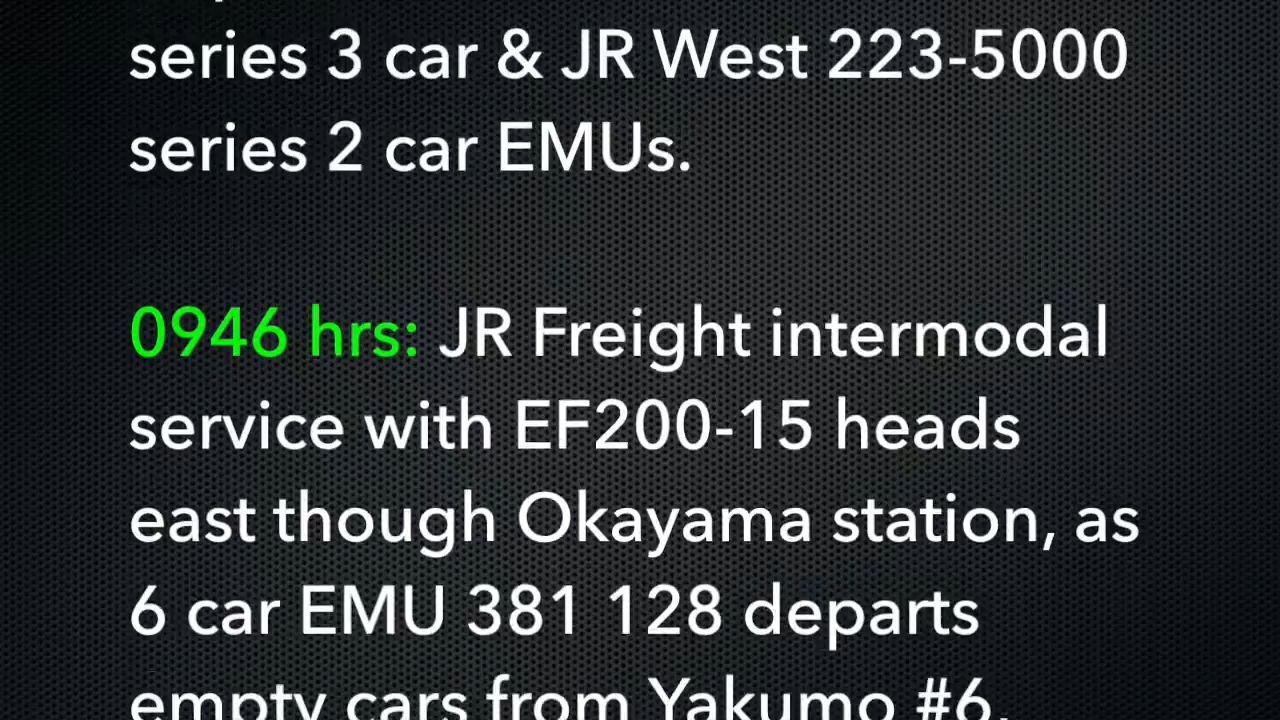 series 3 car & JR West 223-5000
series 2 car EMUs.
0946 hrs: JR Freight intermodal
service with EF200-15 heads
east though Okayama station, as
6 car EMU 381 128 departs
empty cars from Yakumo #6.